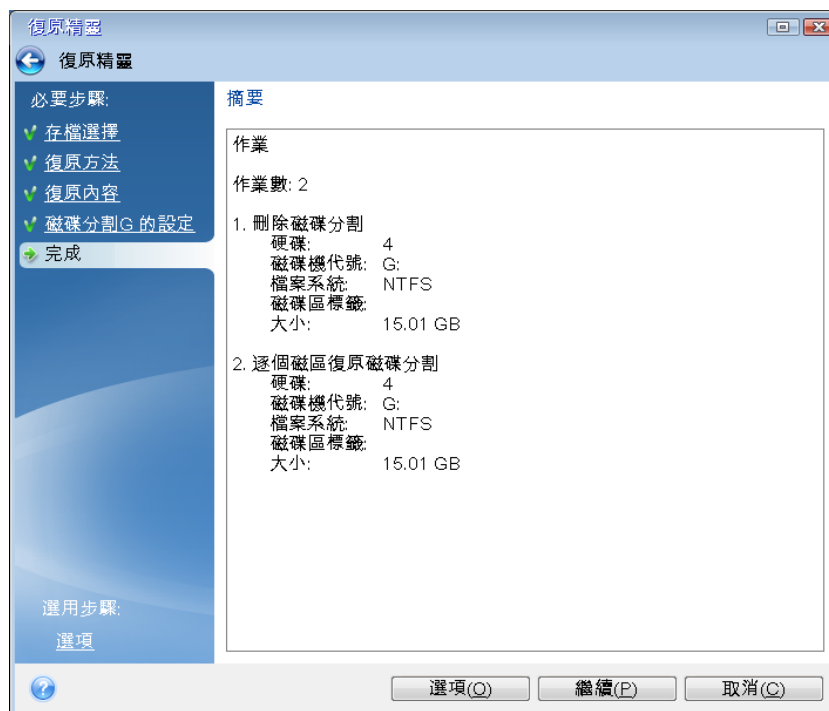 復原精靈
復原精靈
必要步驟:
存檔選擇
復原方法
復原內容
磁碟分割G 的設定
完成
摘要
作業
作業數: 2
1. 刪除磁碟分割
硬碟: 4
磁碟機代號: G:
檔案系統: NTFS
磁碟區標籤:
大小: 15.01 GB
2. 逐個磁區復原磁碟分割
硬碟: 4
磁碟機代號: G:
檔案系統: NTFS
磁碟區標籤:
大小: 15.01 GB
選用步驟:
選項
選項(O) 繼續(P) 取消(C)